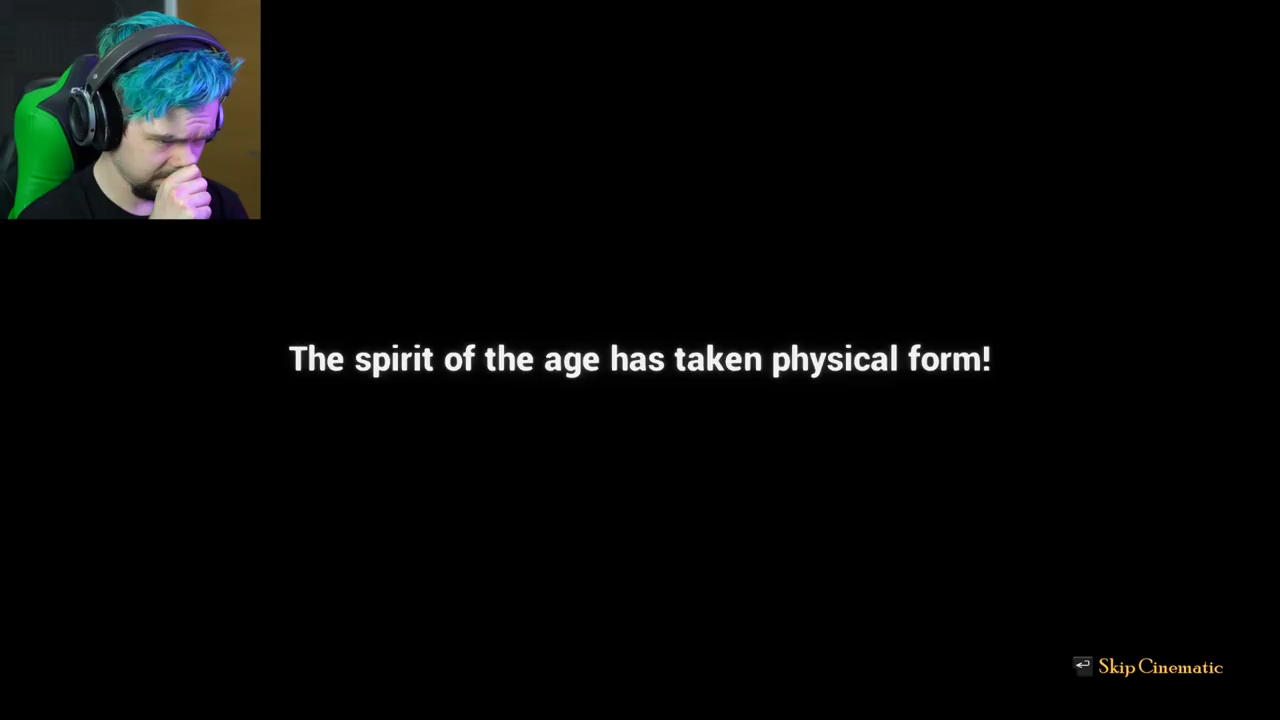 The spirit of the age has taken physical form!
Skip Cinematic